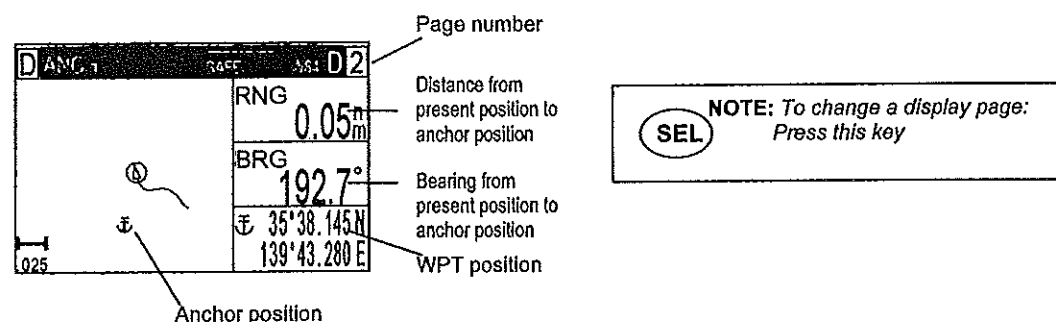 Page number
D ANC D 2
Distance from
present position to
anchor position
RNG
0.05 nm
BRG
192.7°
Bearing from
present position to
anchor position
35°38.145N
139°43.280 E
WPT position
.025
Anchor position
NOTE: To change a display page:
SEL Press this key